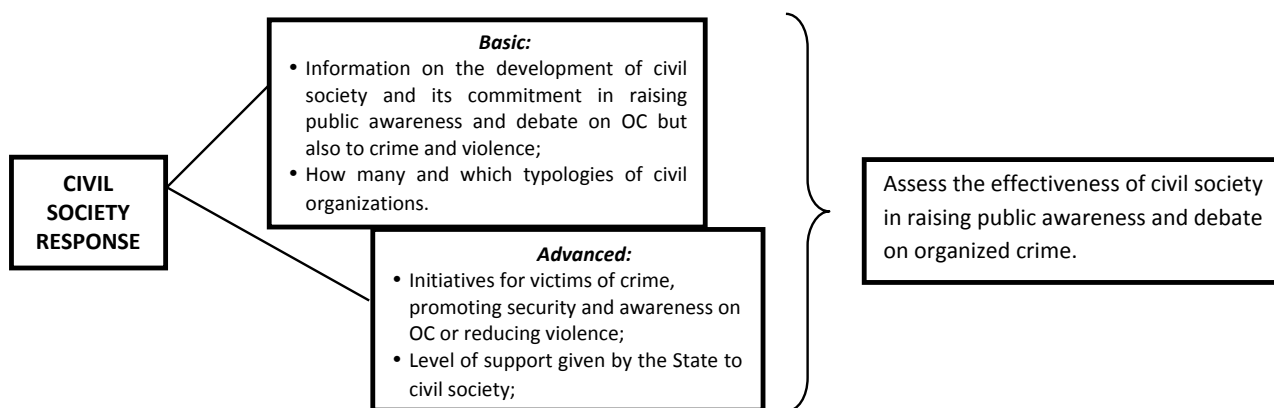 CIVIL
SOCIETY
RESPONSE
Basic:
• Information on the development of civil
society and its commitment in raising
public awareness and debate on OC but
also to crime and violence;
• How many and which typologies of civil
organizations.
Advanced:
• Initiatives for victims of crime,
promoting security and awareness on
OC or reducing violence;
• Level of support given by the State to
civil society;
Assess the effectiveness of civil society
in raising public awareness and debate
on organized crime.